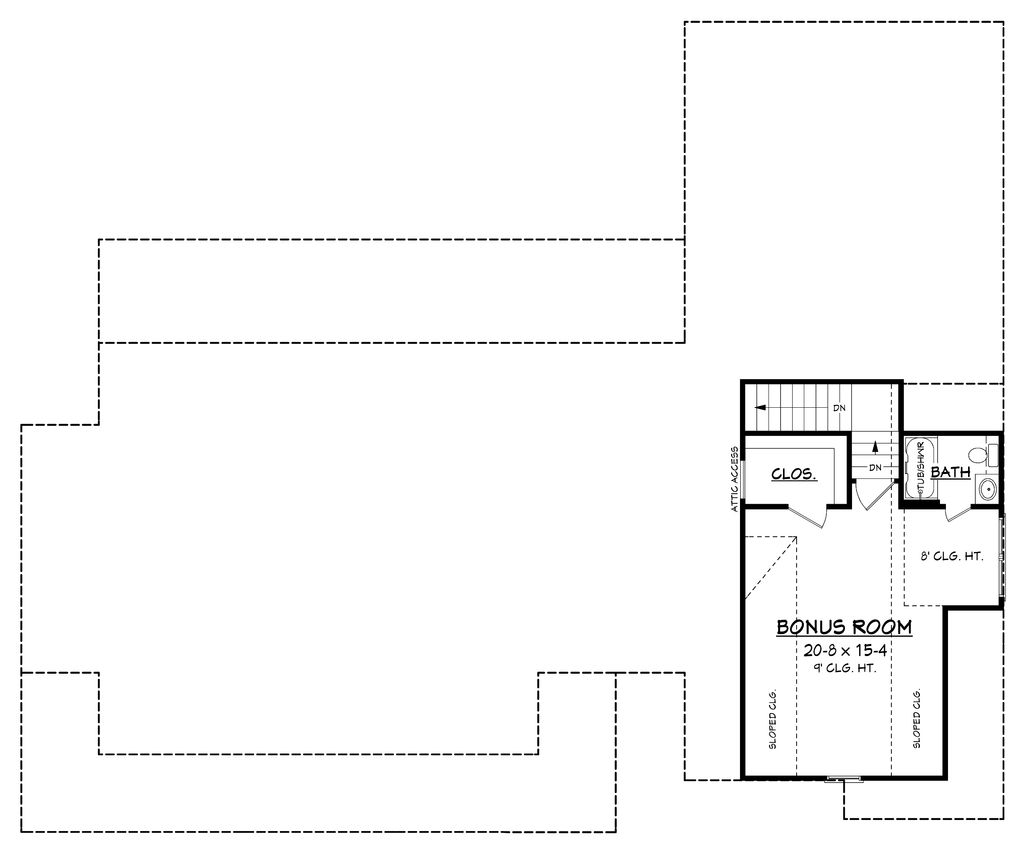 DN
DN
ATTIC ACCESS
CLOS.
TUB/SHWR
BATH
8' CLG. HT.
BONUS ROOM
20-8 x 15-4
9' CLG. HT.
SLOPED CLG.
SLOPED CLG.